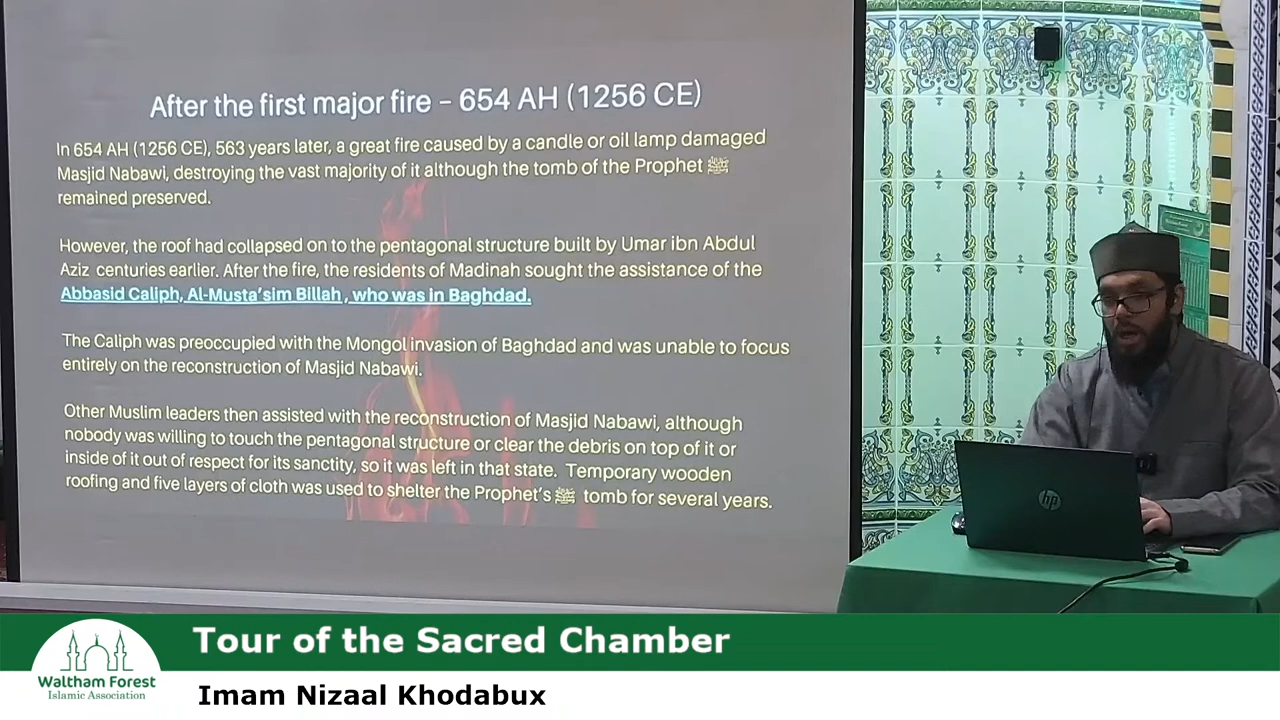 After the first major fire – 654 AH (1256 CE)
In 654 AH (1256 CE), 563 years later, a great fire caused by a candle or oil lamp damaged
Masjid Nabawi, destroying the vast majority of it although the tomb of the Prophet ﷺ
remained preserved.
However, the roof had collapsed on to the pentagonal structure built by Umar ibn Abdul
Aziz centuries earlier. After the fire, the residents of Madinah sought the assistance of the
Abbasid Caliph, Al-Musta’sim Billah , who was in Baghdad.
The Caliph was preoccupied with the Mongol invasion of Baghdad and was unable to focus
entirely on the reconstruction of Masjid Nabawi.
Other Muslim leaders then assisted with the reconstruction of Masjid Nabawi, although
nobody was willing to touch the pentagonal structure or clear the debris on top of it or
inside of it out of respect for its sanctity, so it was left in that state. Temporary wooden
roofing and five layers of cloth was used to shelter the Prophet’s ﷺ tomb for several years.
hp
Tour of the Sacred Chamber
Waltham Forest
Islamic Association
Imam Nizaal Khodabux